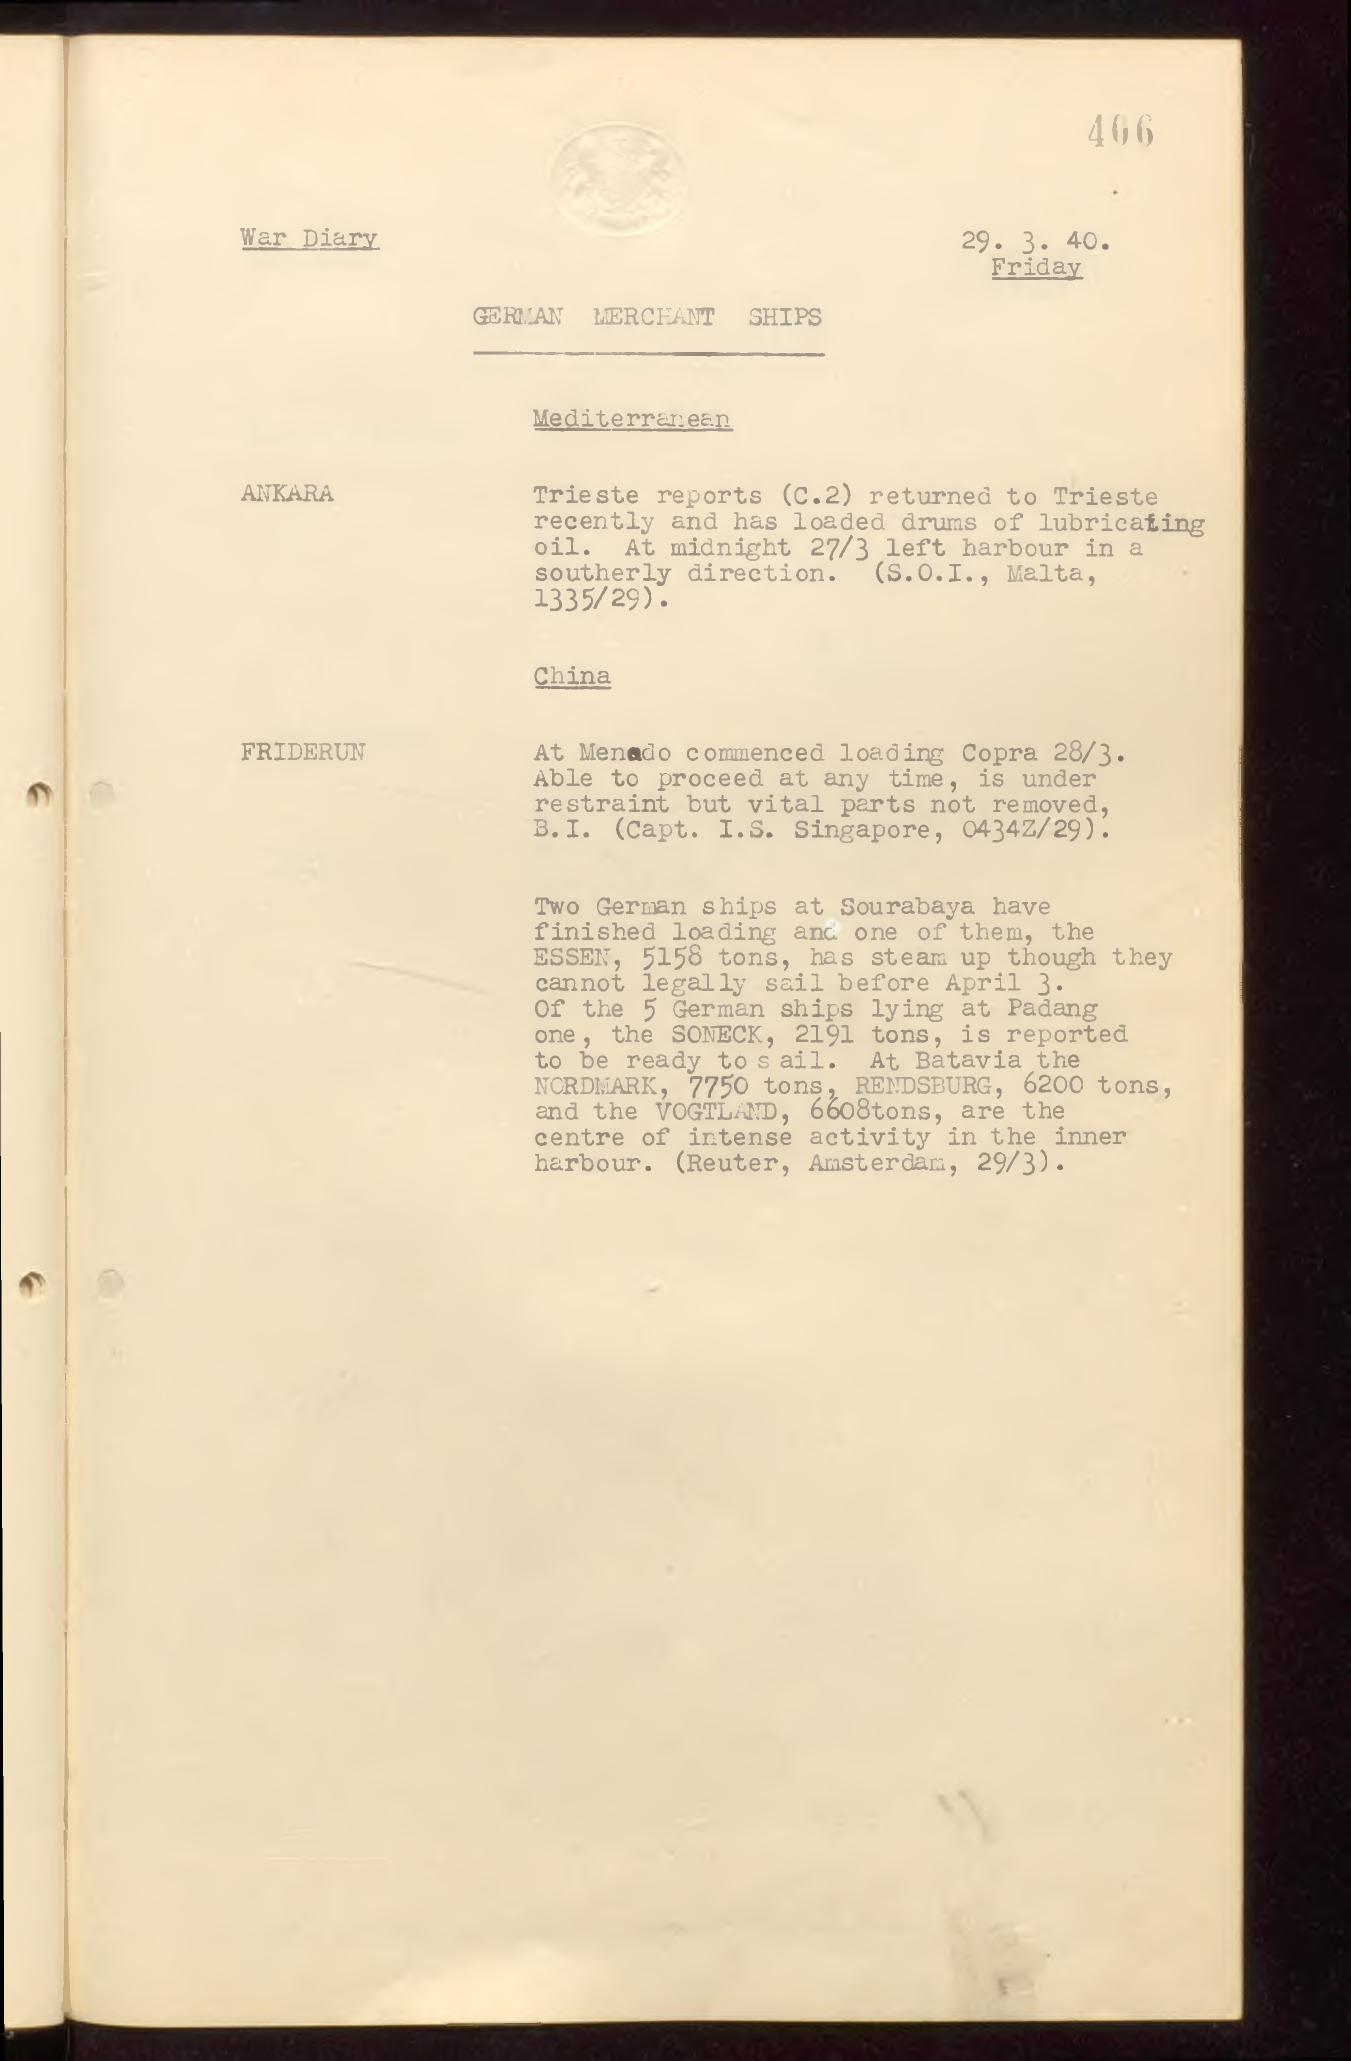 406
War Diary 29. 3. 40.
Friday
GERMAN MERCHANT SHIPS
Mediterranean
ANKARA Trieste reports (C.2) returned to Trieste
recently and has loaded drums of lubricating
oil. At midnight 27/3 left harbour in a
southerly direction. (S.O.I., Malta,
1335/29).
China
FRIDERUN At Menado commenced loading Copra 28/3.
Able to proceed at any time, is under
restraint but vital parts not removed,
B.I. (Capt. I.S. Singapore, 0434Z/29).
Two German ships at Sourabaya have
finished loading and one of them, the
ESSEN, 5158 tons, has steam up though they
cannot legally sail before April 3.
Of the 5 German ships lying at Padang
one, the SONECK, 2191 tons, is reported
to be ready to s ail. At Batavia the
NORDMARK, 7750 tons, RENDSBURG, 6200 tons,
and the VOGTLAND, 6608tons, are the
centre of intense activity in the inner
harbour. (Reuter, Amsterdam, 29/3).